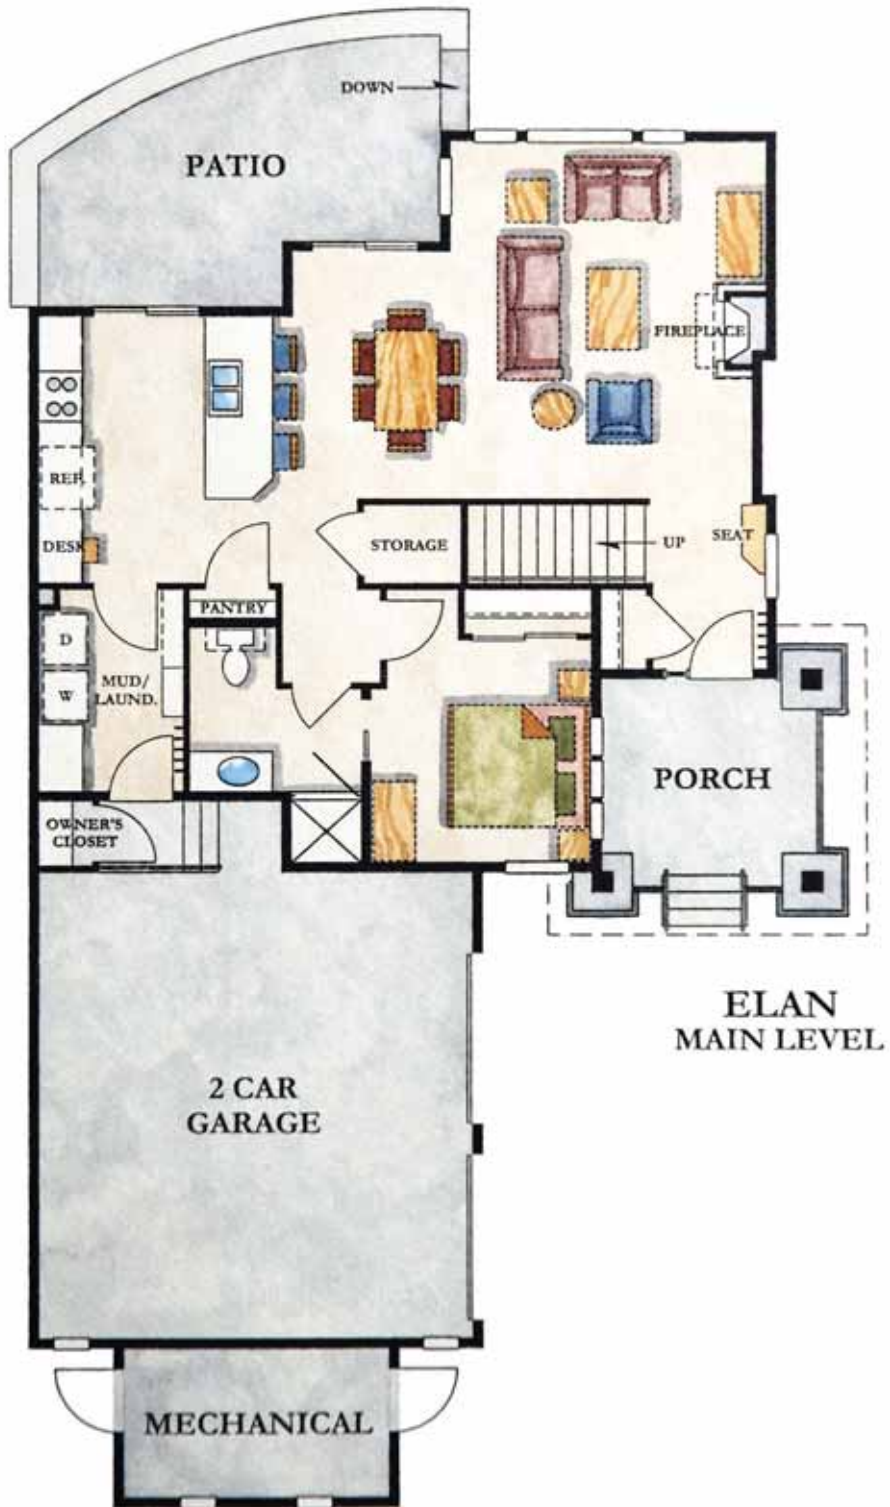 DOWN
PATIO
FIREPLACE
REF.
DESK
STORAGE
UP
SEAT
PANTRY
D
W
MUD/
LAUND.
PORCH
OWNER'S
CLOSET
ELAN
MAIN LEVEL
2 CAR
GARAGE
MECHANICAL